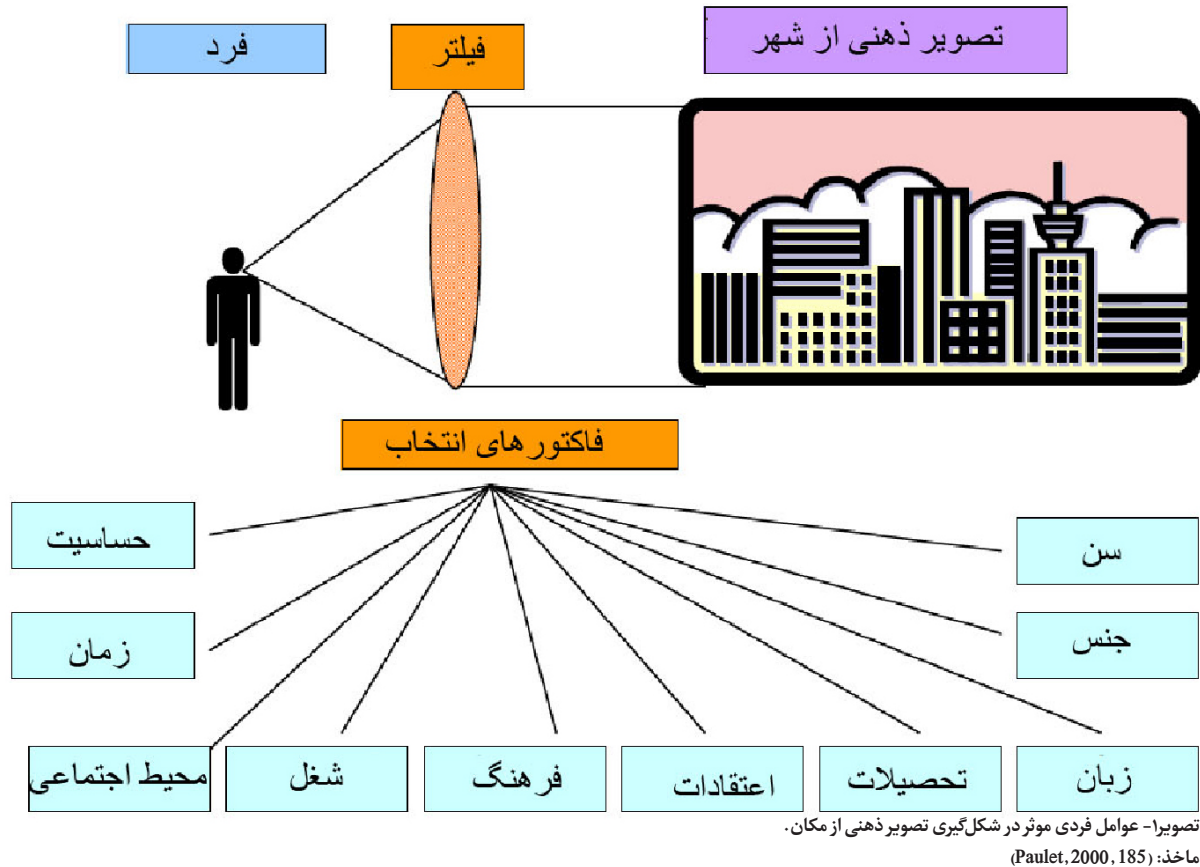 تصویر ذهنی از شهر
فیلتر
فرد
فاکتورهای انتخاب
سن
حساسیت
جنس
زمان
زبان
تحصیلات
اعتقادات
فرهنگ
شغل
محیط اجتماعی
تصویر۱- عوامل فردی موثر در شکل‌گیری تصویر ذهنی از مکان.
ماخذ: (Paulet, 2000, 185)